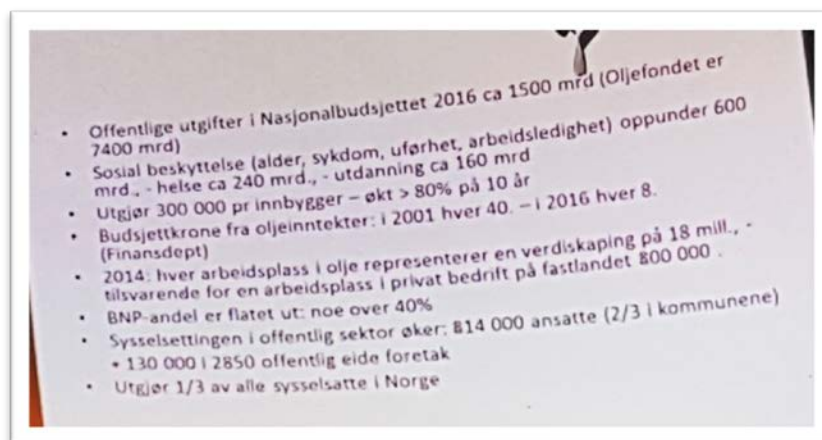 • Offentlige utgifter i Nasjonalbudsjettet 2016 ca 1500 mrd (Oljefondet er
7400 mrd)
• Sosial beskyttelse (alder, sykdom, uførhet, arbeidsledighet) oppunder 600
mrd., - helse ca 240 mrd., - utdanning ca 160 mrd
• Utgjør 300 000 pr innbygger – økt > 80% på 10 år
• Budsjettkrone fra oljeinntekter: i 2001 hver 40. – i 2016 hver 8.
(Finansdept)
• 2014: hver arbeidsplass i olje representerer en verdiskaping på 18 mill., -
tilsvarende for en arbeidsplass i privat bedrift på fastlandet 800 000 .
• BNP-andel er flatet ut: noe over 40%
• Sysselsettingen i offentlig sektor øker: 814 000 ansatte (2/3 i kommunene)
+ 130 000 i 2850 offentlig eide foretak
• Utgjør 1/3 av alle sysselsatte i Norge